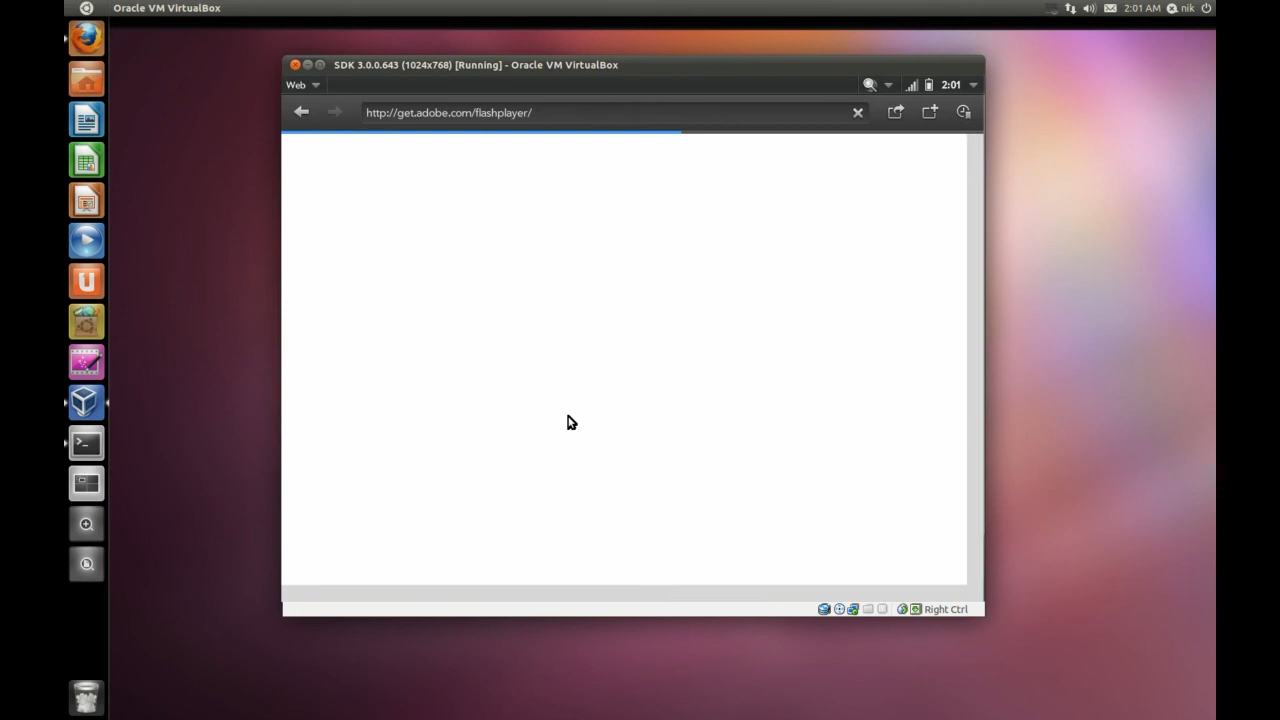 Oracle VM VirtualBox
2:01 AM
nik
SDK 3.0.0.643 (1024x768) [Running] - Oracle VM VirtualBox
Web
2:01
http://get.adobe.com/flashplayer/
Right Ctrl